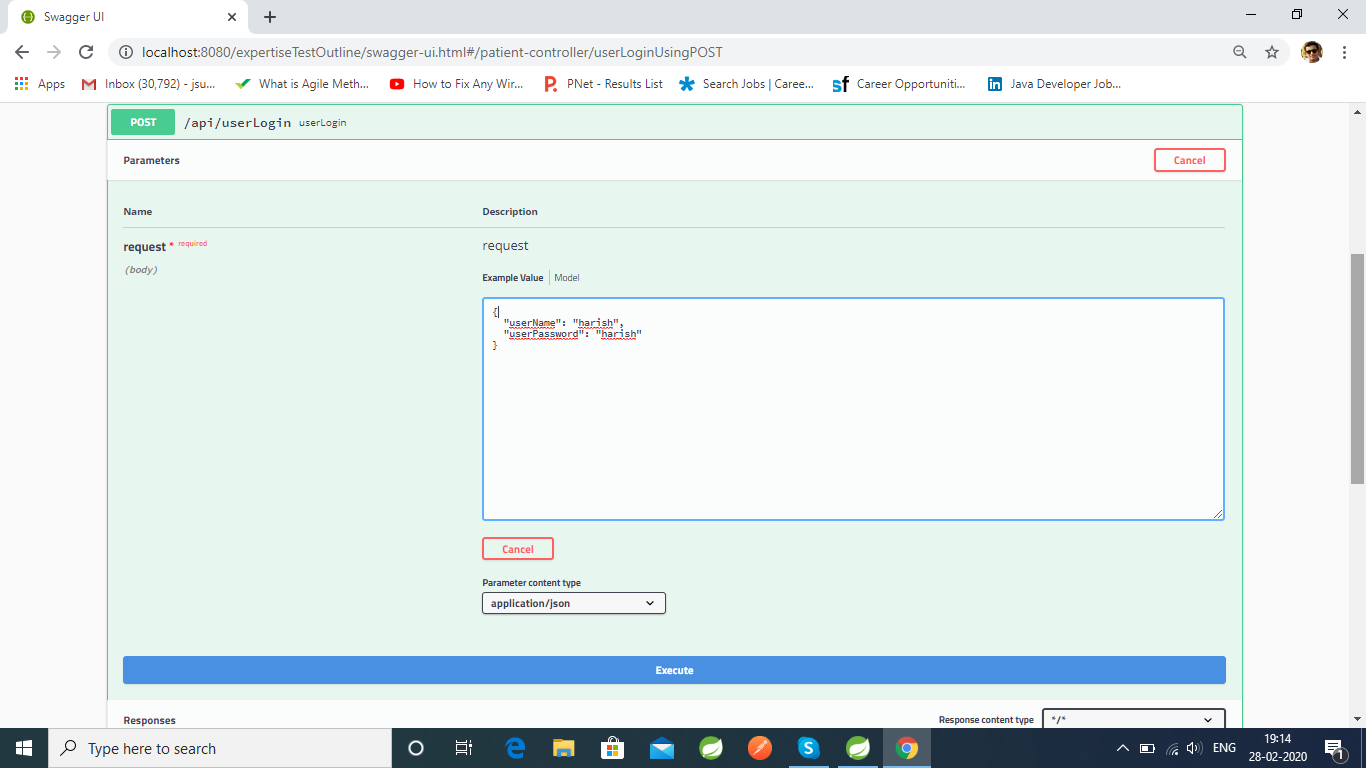 Swagger UI
localhost:8080/expertiseTestOutline/swagger-ui.html#/patient-controller/userLoginUsingPOST
Apps Inbox (30,792) - jsu... What is Agile Meth... How to Fix Any Wir... PNet - Results List Search Jobs | Caree... Career Opportuniti... Java Developer Job...
POST /api/userLogin userLogin
Parameters Cancel
Name Description
request * required request
(body)
Example Value Model
{
"userName": "harish",
"userPassword": "harish"
}
Cancel
Parameter content type
application/json
Execute
Responses Response content type */*
Type here to search
ENG 19:14
28-02-2020 1